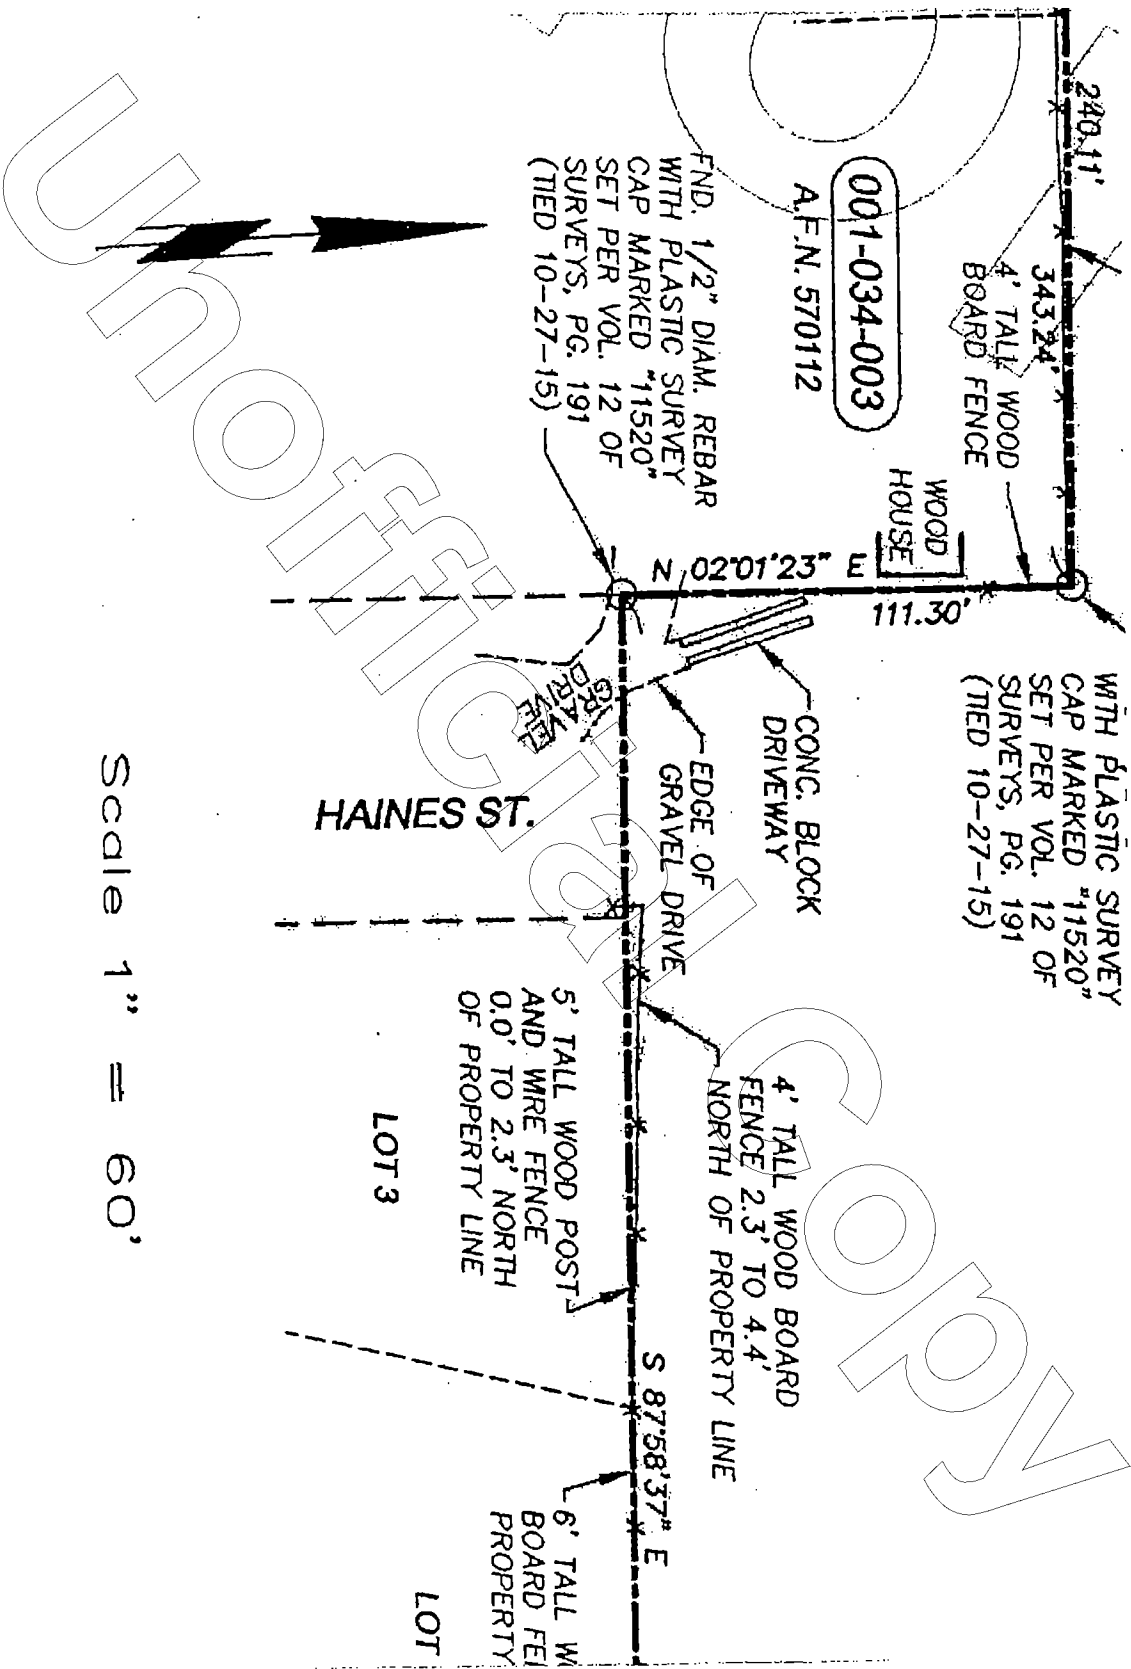 240.11'
343.24'
4' TALL WOOD
BOARD FENCE
001-034-003
A.F.N. 570112
FND. 1/2" DIAM. REBAR
WITH PLASTIC SURVEY
CAP MARKED "11520"
SET PER VOL. 12 OF
SURVEYS, PG. 191
(TIED 10-27-15)
WOOD
HOUSE
N 02°01'23" E
111.30'
WITH PLASTIC SURVEY
CAP MARKED "11520"
SET PER VOL. 12 OF
SURVEYS, PG. 191
(TIED 10-27-15)
CONC. BLOCK
DRIVEWAY
EDGE OF
GRAVEL DRIVE
GRAVEL
DRIVE
HAINES ST.
4' TALL WOOD BOARD
FENCE 2.3' TO 4.4'
NORTH OF PROPERTY LINE
5' TALL WOOD POST
AND WIRE FENCE
0.0' TO 2.3' NORTH
OF PROPERTY LINE
LOT 3
S 87°58'37" E
6' TALL
BOARD
PROPERTY
LOT
Scale 1" = 60'
Unofficial Copy